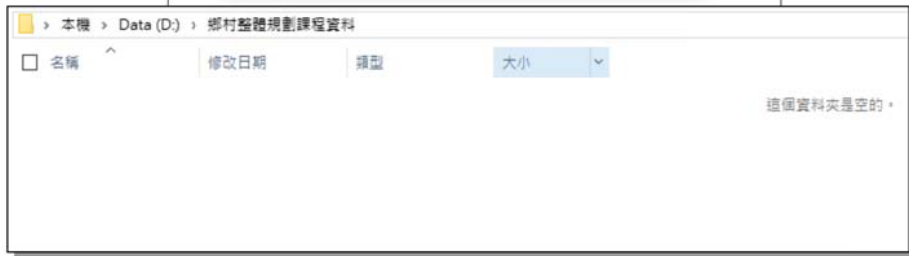 本機 › Data (D:) › 鄉村整體規劃課程資料
名稱 修改日期 類型 大小
這個資料夾是空的。